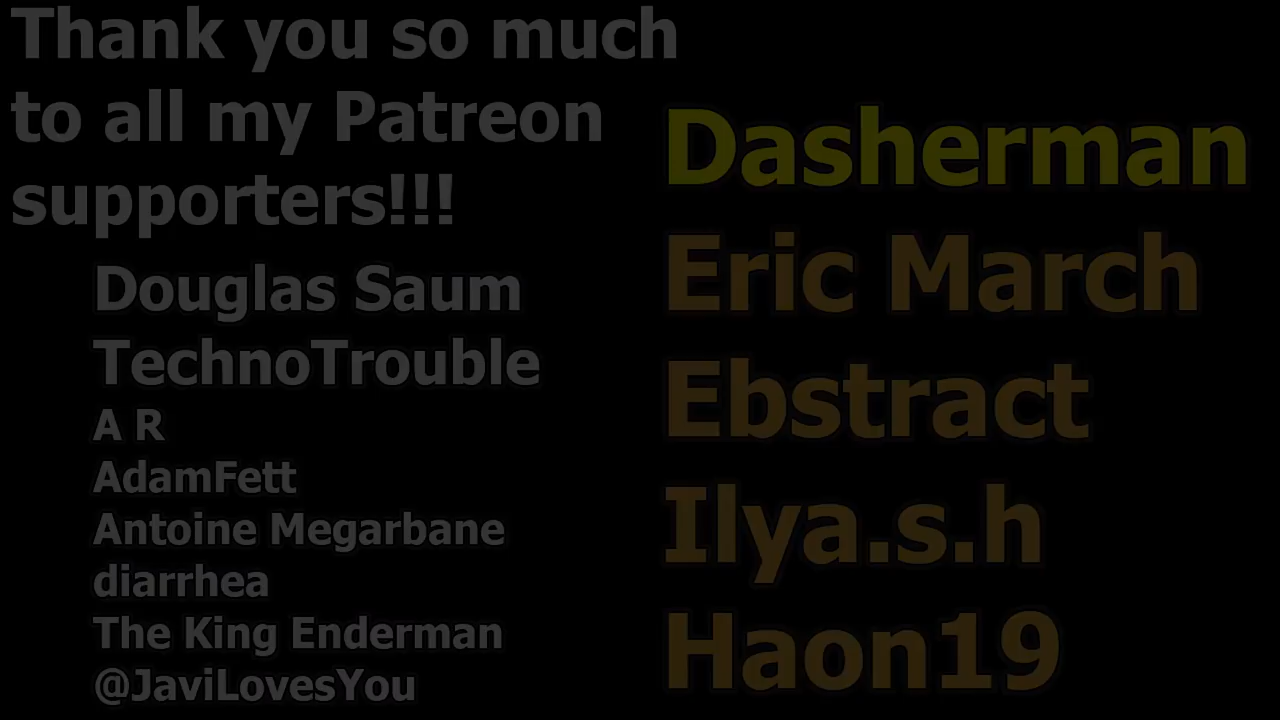 Thank you so much
to all my Patreon
supporters!!!
Douglas Saum
TechnoTrouble
A R
AdamFett
Antoine Megarbane
diarrhea
The King Enderman
@JaviLovesYou
Dasherman
Eric March
Ebstract
Ilya.s.h
Haon19